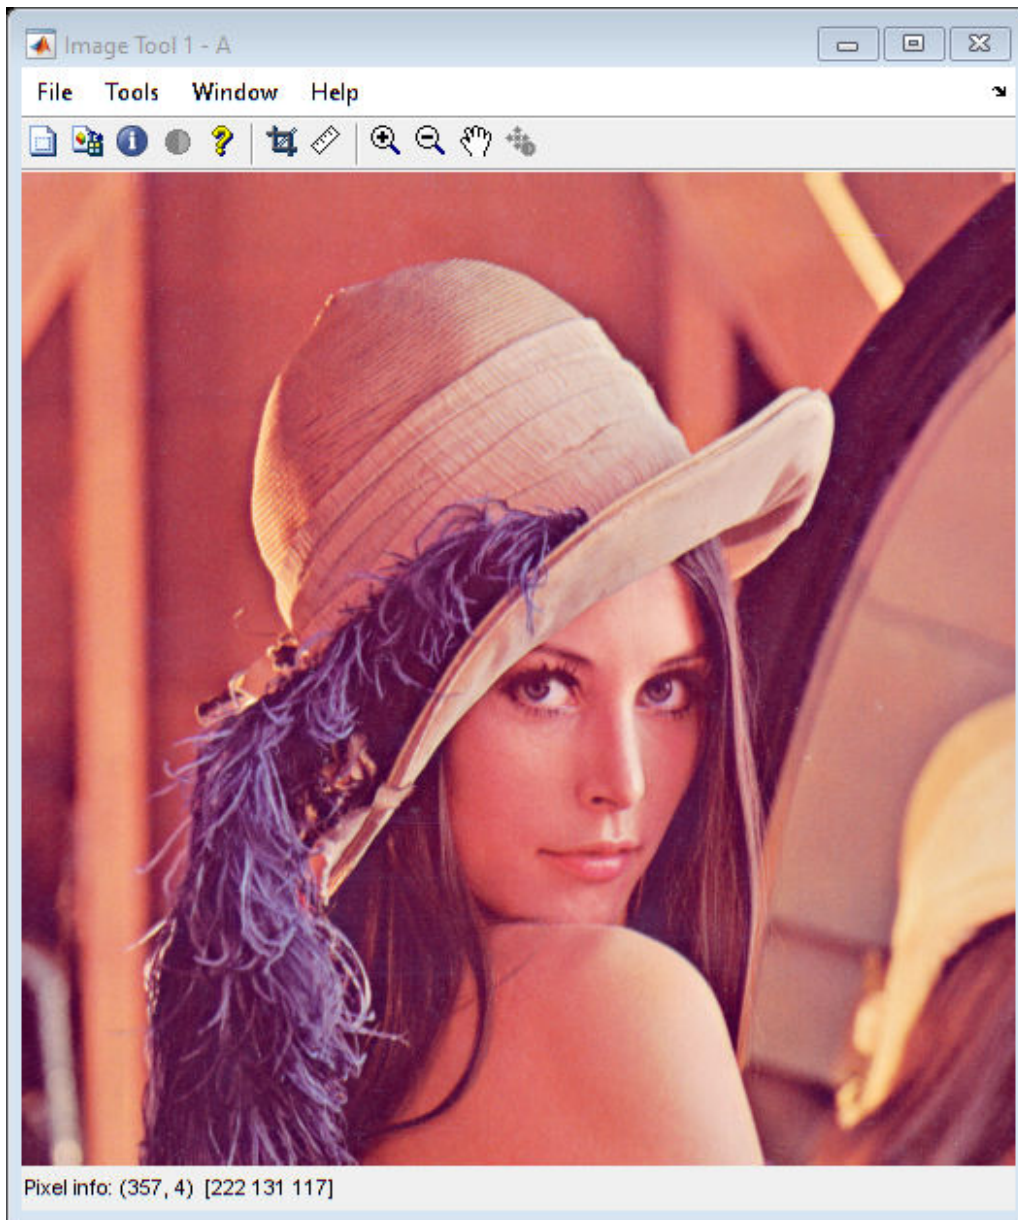 Image Tool 1 - A
File Tools Window Help
Pixel info: (357, 4) [222 131 117]